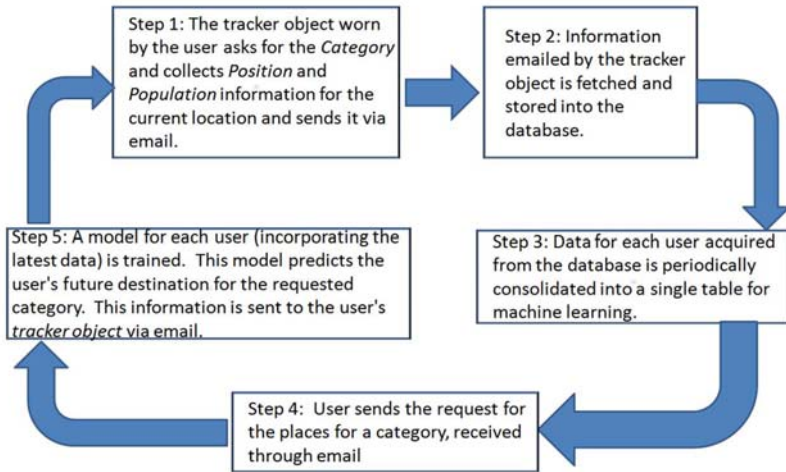 Step 1: The tracker object worn
by the user asks for the Category
and collects Position and
Population information for the
current location and sends it via
email.
Step 2: Information
emailed by the tracker
object is fetched and
stored into the
database.
Step 3: Data for each user acquired
from the database is periodically
consolidated into a single table for
machine learning.
Step 4: User sends the request for
the places for a category, received
through email
Step 5: A model for each user (incorporating the
latest data) is trained. This model predicts the
user's future destination for the requested
category. This information is sent to the user's
tracker object via email.